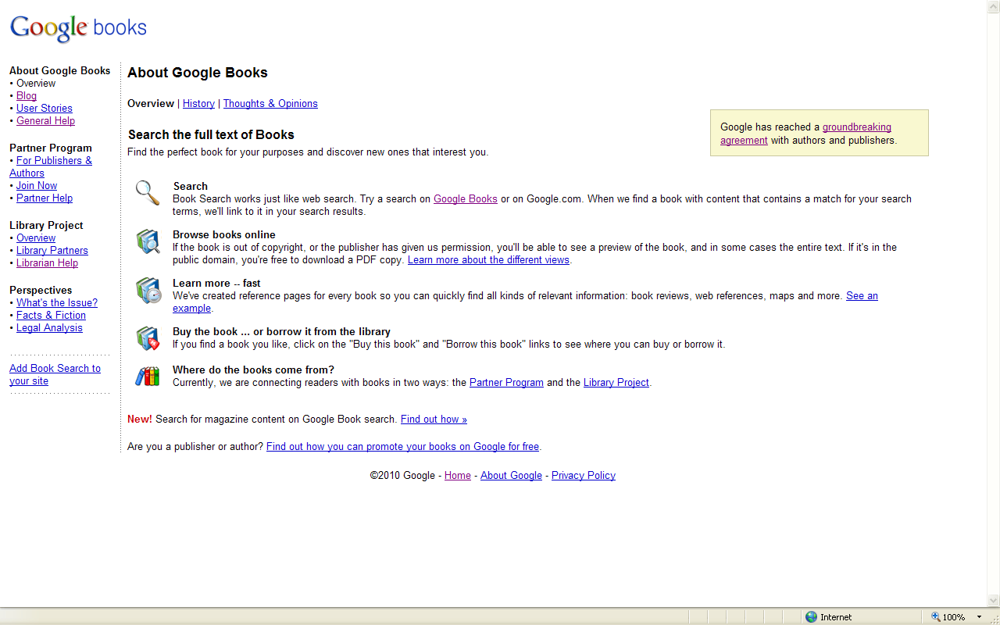 Google books
About Google Books
• Overview
• Blog
• User Stories
• General Help
Partner Program
• For Publishers &
Authors
• Join Now
• Partner Help
Library Project
• Overview
• Library Partners
• Librarian Help
Perspectives
• What's the Issue?
• Facts & Fiction
• Legal Analysis
Add Book Search to
your site
About Google Books
Overview | History | Thoughts & Opinions
Google has reached a groundbreaking
agreement with authors and publishers.
Search the full text of Books
Find the perfect book for your purposes and discover new ones that interest you.
Search
Book Search works just like web search. Try a search on Google Books or on Google.com. When we find a book with content that contains a match for your search
terms, we'll link to it in your search results.
Browse books online
If the book is out of copyright, or the publisher has given us permission, you'll be able to see a preview of the book, and in some cases the entire text. If it's in the
public domain, you're free to download a PDF copy. Learn more about the different views.
Learn more -- fast
We've created reference pages for every book so you can quickly find all kinds of relevant information: book reviews, web references, maps and more. See an
example.
Buy the book ... or borrow it from the library
If you find a book you like, click on the "Buy this book" and "Borrow this book" links to see where you can buy or borrow it.
Where do the books come from?
Currently, we are connecting readers with books in two ways: the Partner Program and the Library Project.
New! Search for magazine content on Google Book search. Find out how »
Are you a publisher or author? Find out how you can promote your books on Google for free.
©2010 Google - Home - About Google - Privacy Policy
Internet
100%